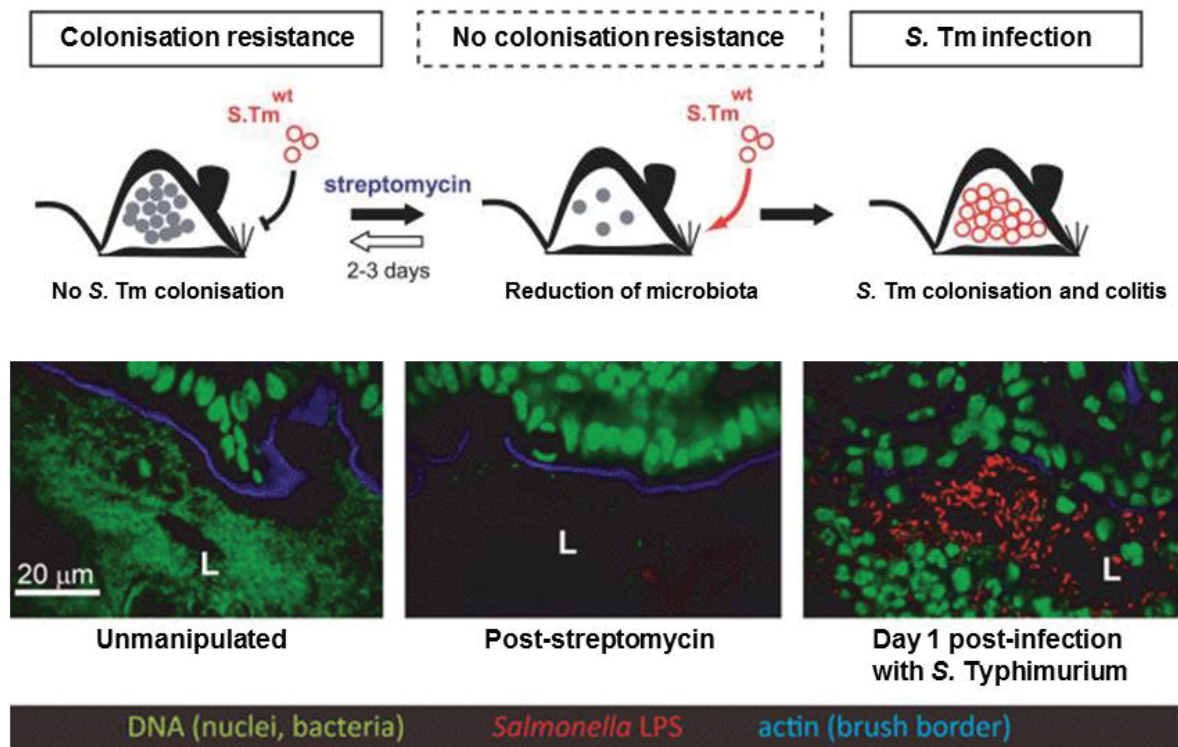 Colonisation resistance
No colonisation resistance
S. Tm infection
S.Tm^wt
streptomycin
2-3 days
S.Tm^wt
No S. Tm colonisation
Reduction of microbiota
S. Tm colonisation and colitis
L
20 μm
L
L
Unmanipulated
Post-streptomycin
Day 1 post-infection
with S. Typhimurium
DNA (nuclei, bacteria)
Salmonella LPS
actin (brush border)